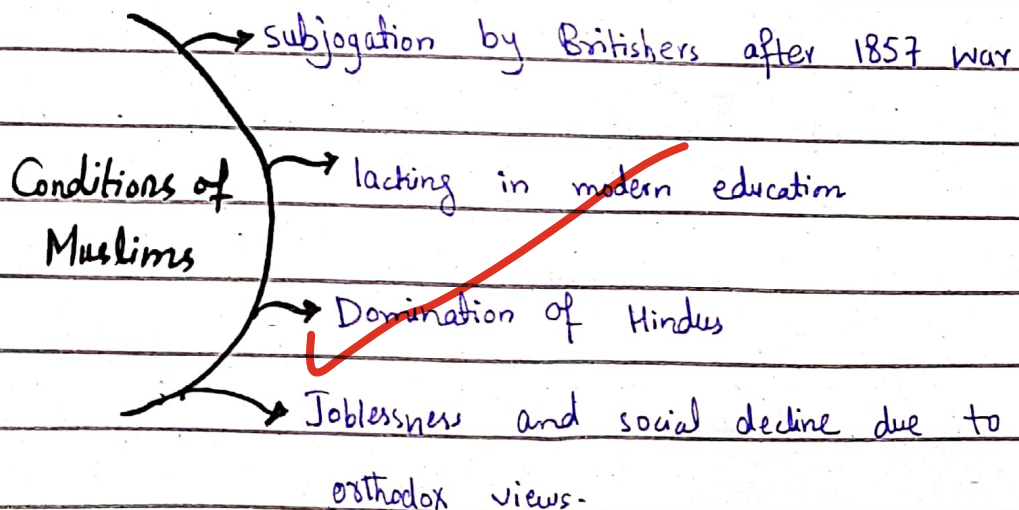 subjogation by Britishers after 1857 war
Conditions of
Muslims
lacking in modern education
Domination of Hindus
Joblessness and social decline due to
orthodox views.